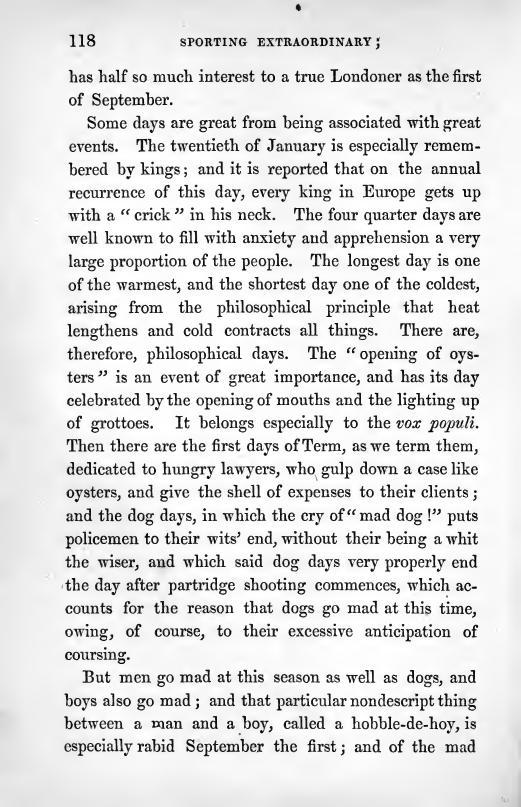 118 SPORTING EXTRAORDINARY;
has half so much interest to a true Londoner as the first
of September.
Some days are great from being associated with great
events. The twentieth of January is especially remem-
bered by kings; and it is reported that on the annual
recurrence of this day, every king in Europe gets up
with a “ crick ” in his neck. The four quarter days are
well known to fill with anxiety and apprehension a very
large proportion of the people. The longest day is one
of the warmest, and the shortest day one of the coldest,
arising from the philosophical principle that heat
lengthens and cold contracts all things. There are,
therefore, philosophical days. The “ opening of oys-
ters ” is an event of great importance, and has its day
celebrated by the opening of mouths and the lighting up
of grottoes. It belongs especially to the vox populi.
Then there are the first days of Term, as we term them,
dedicated to hungry lawyers, who gulp down a case like
oysters, and give the shell of expenses to their clients;
and the dog days, in which the cry of “ mad dog !” puts
policemen to their wits’ end, without their being a whit
the wiser, and which said dog days very properly end
the day after partridge shooting commences, which ac-
counts for the reason that dogs go mad at this time,
owing, of course, to their excessive anticipation of
coursing.
But men go mad at this season as well as dogs, and
boys also go mad; and that particular nondescript thing
between a man and a boy, called a hobble-de-hoy, is
especially rabid September the first; and of the mad